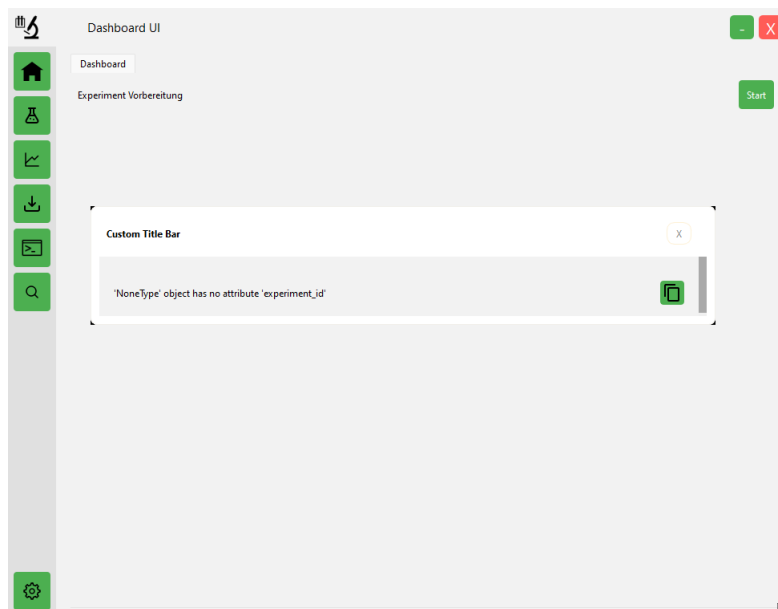 Dashboard UI
-
X
Dashboard
Experiment Vorbereitung
Start
Custom Title Bar
X
'NoneType' object has no attribute 'experiment_id'
>_